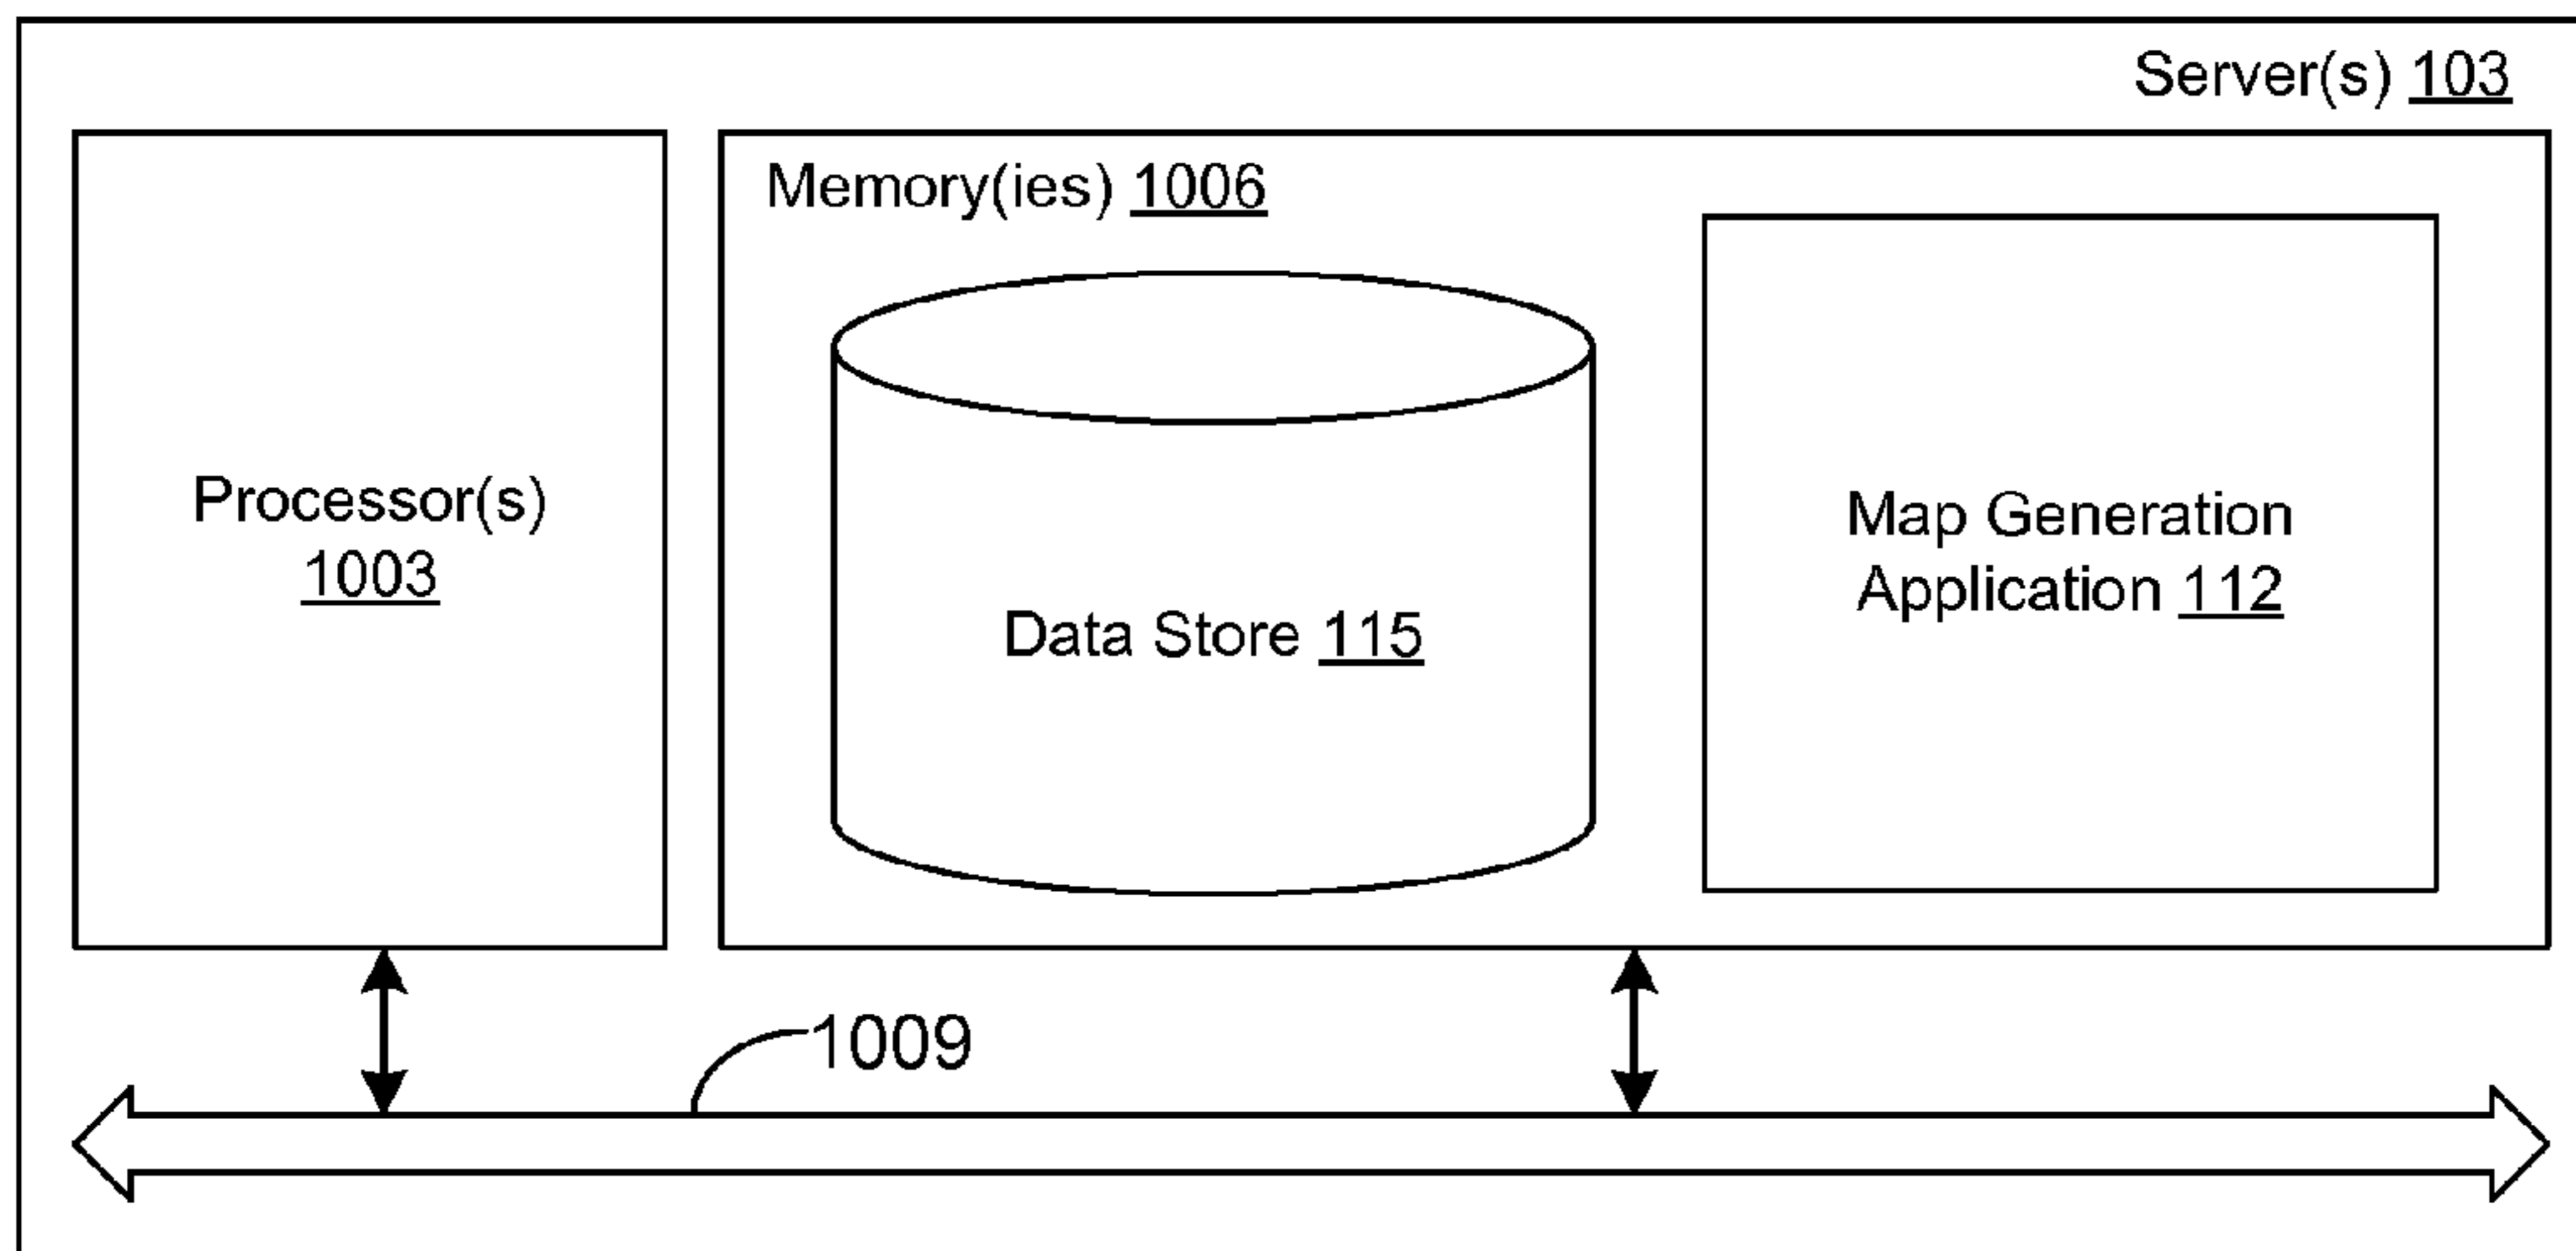 Server(s) 103
Memory(ies) 1006
Processor(s)
1003
Data Store 115
Map Generation
Application 112
1009